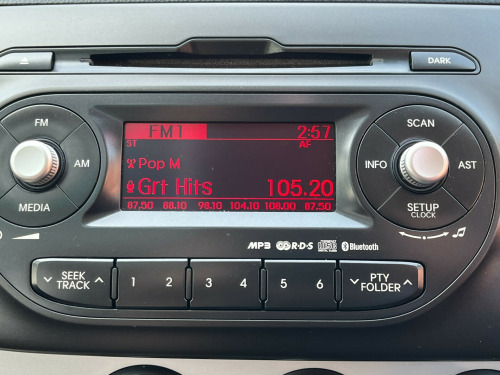 DARK
FM
AM
MEDIA
FM1 2:57
ST AF
Pop M
Grt Hits 105.20
87.50 88.10 98.10 104.10 108.00 87.50
SCAN
INFO AST
SETUP
CLOCK
MP3 R·D·S Bluetooth
SEEK
TRACK
1 2 3 4 5 6
PTY
FOLDER